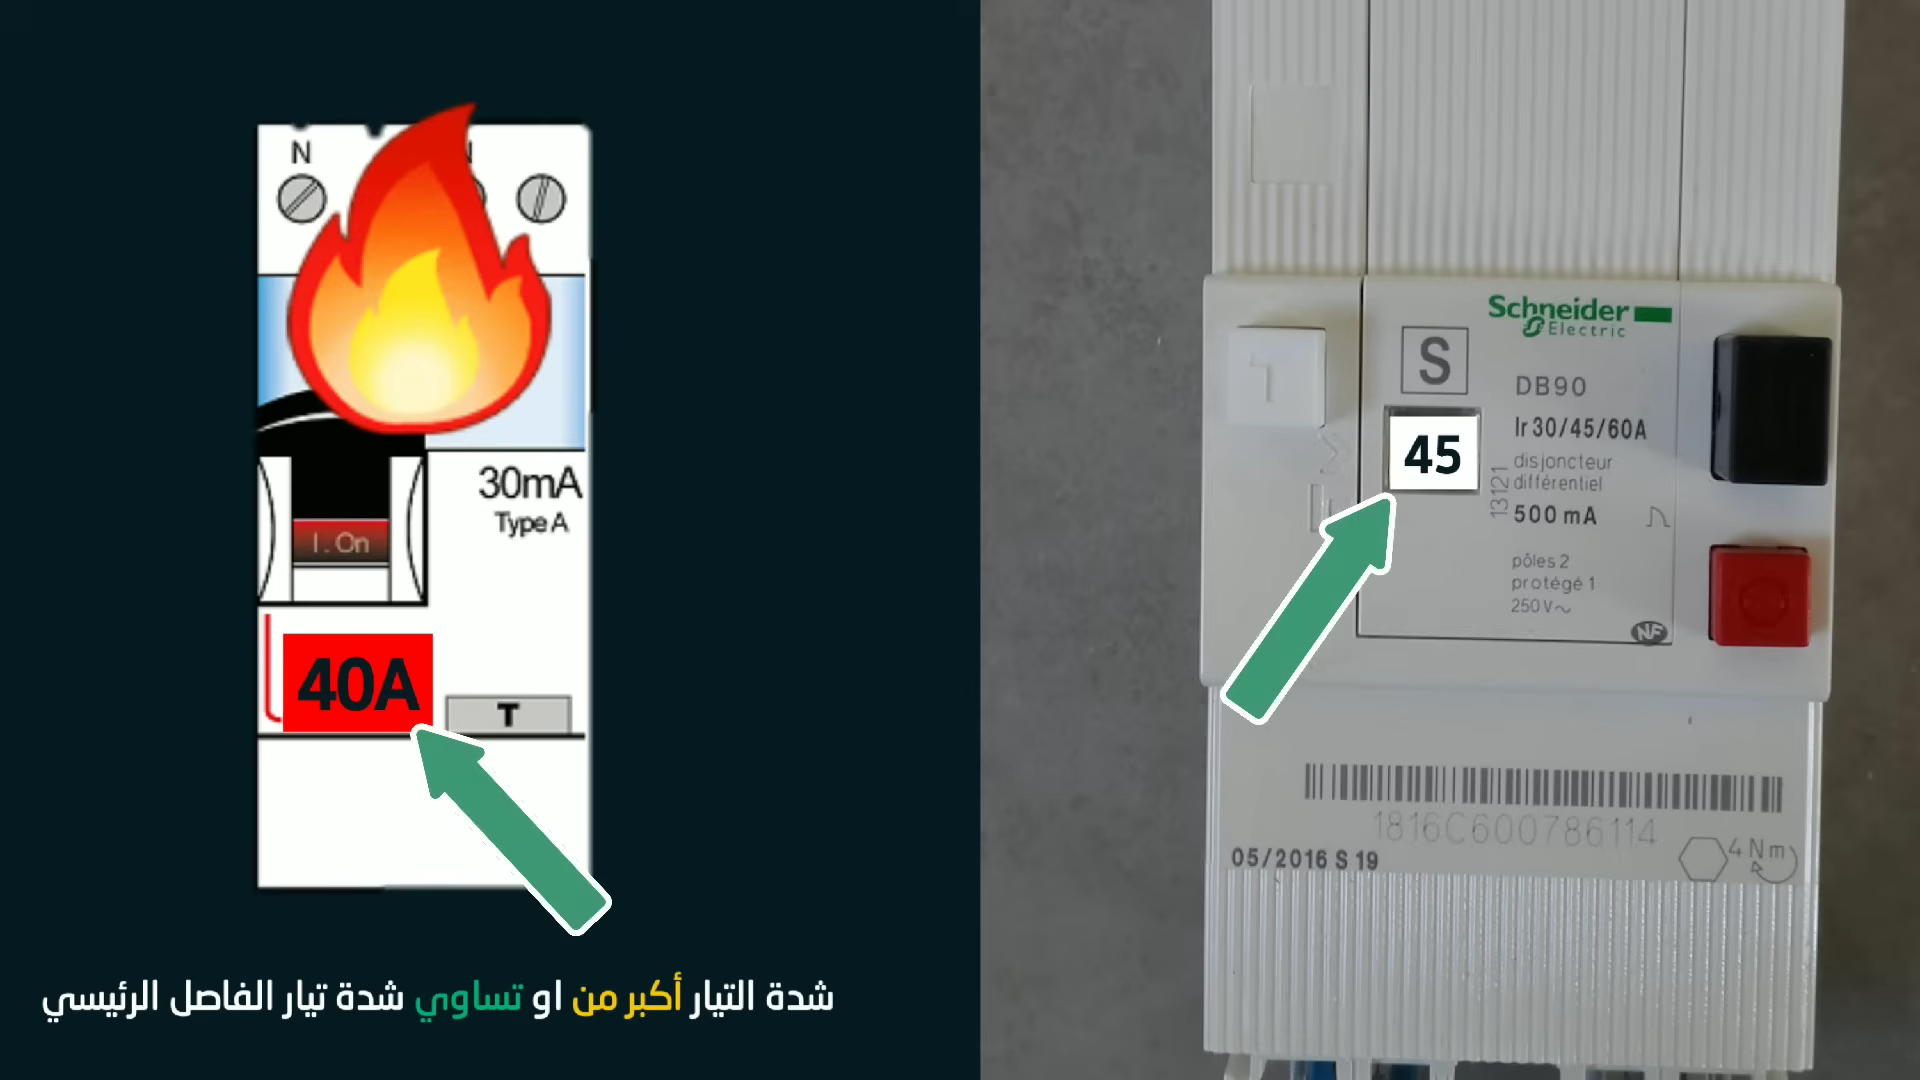 N
N
30mA
Type A
I. On
40A
T
شدة التيار أكبر من او تساوي شدة تيار الفاصل الرئيسي
Schneider
Electric
S
DB90
Ir 30/45/60A
45
disjoncteur
différentiel
13121
500 mA
pôles 2
protégé 1
250 V~
NF
1816C600786114
05/2016 S 19
4 Nm